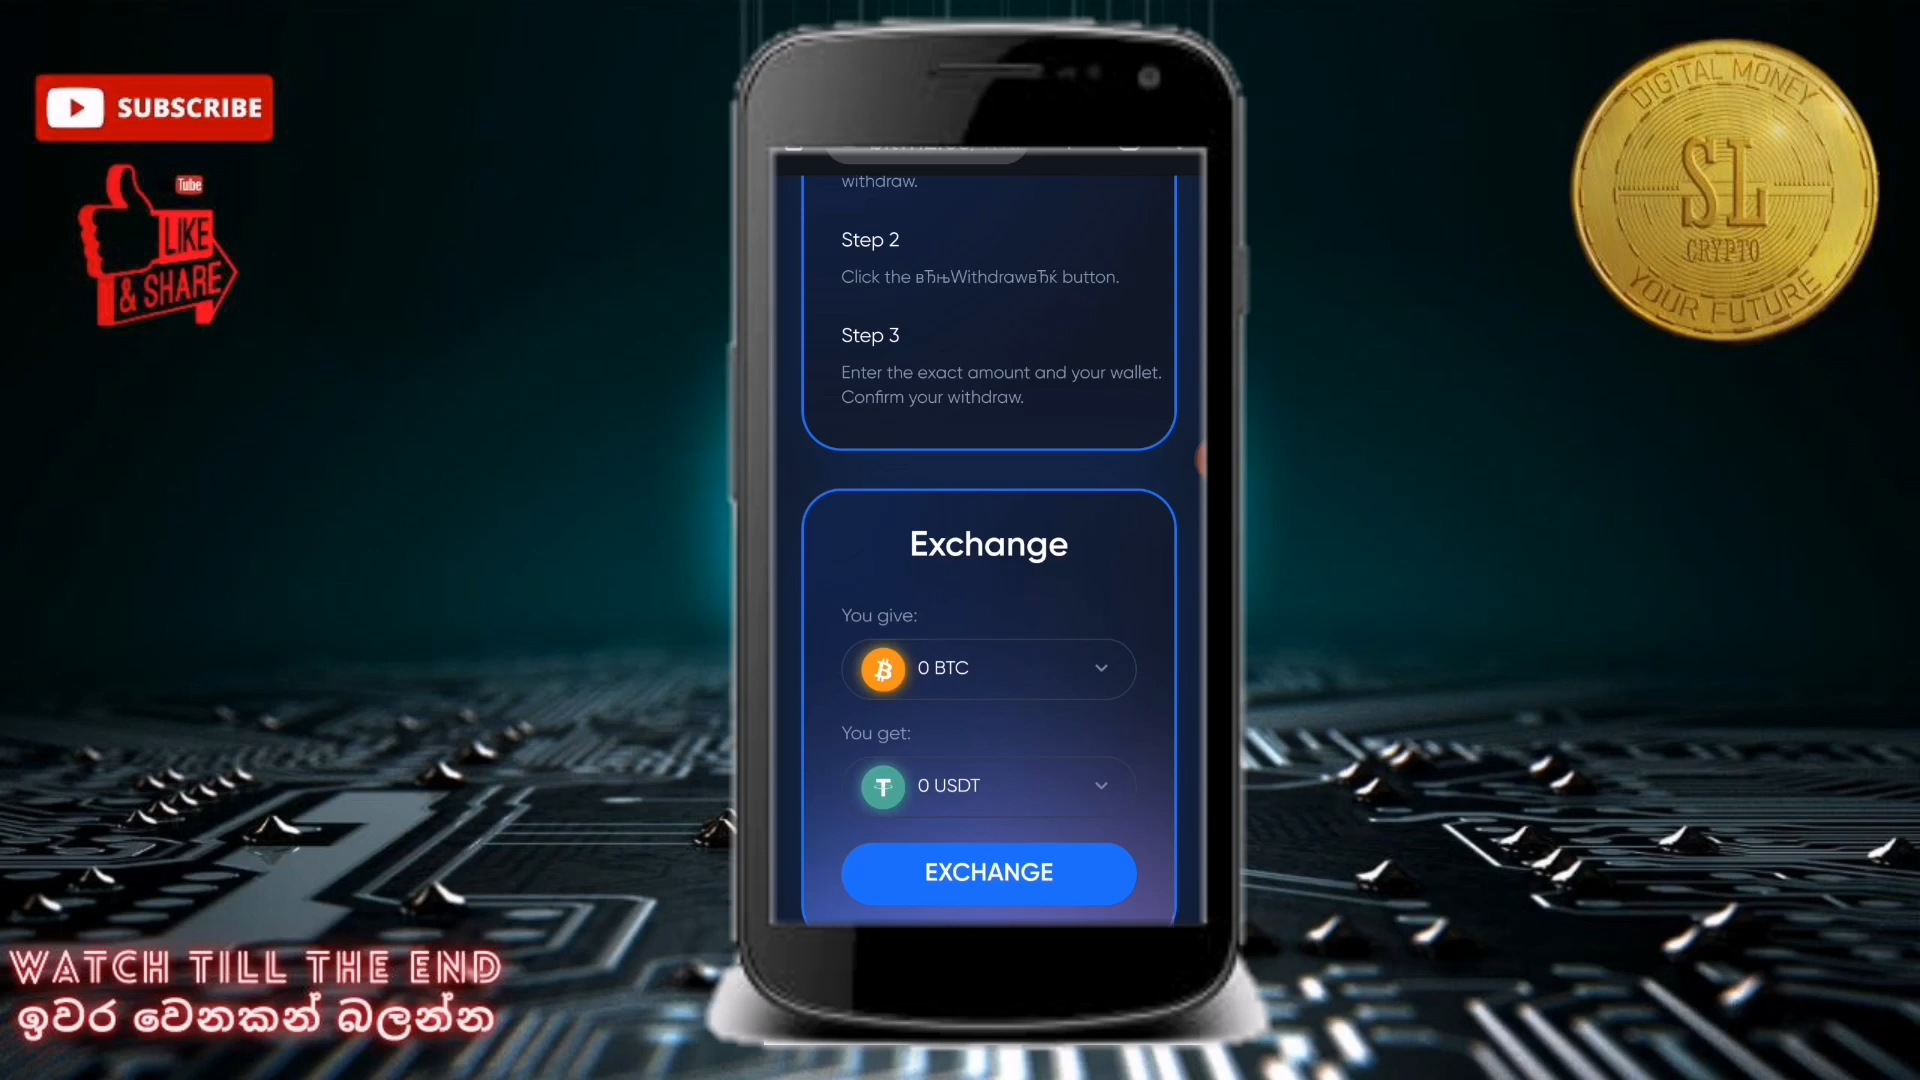 SUBSCRIBE
Tube
LIKE
& SHARE
withdraw.
Step 2
Click the вЂњWithdrawвЂќ button.
Step 3
Enter the exact amount and your wallet.
Confirm your withdraw.
Exchange
You give:
0 BTC
You get:
0 USDT
EXCHANGE
DIGITAL MONEY
SL
CRYPTO
YOUR FUTURE
WATCH TILL THE END
ඉවර වෙනකන් බලන්න